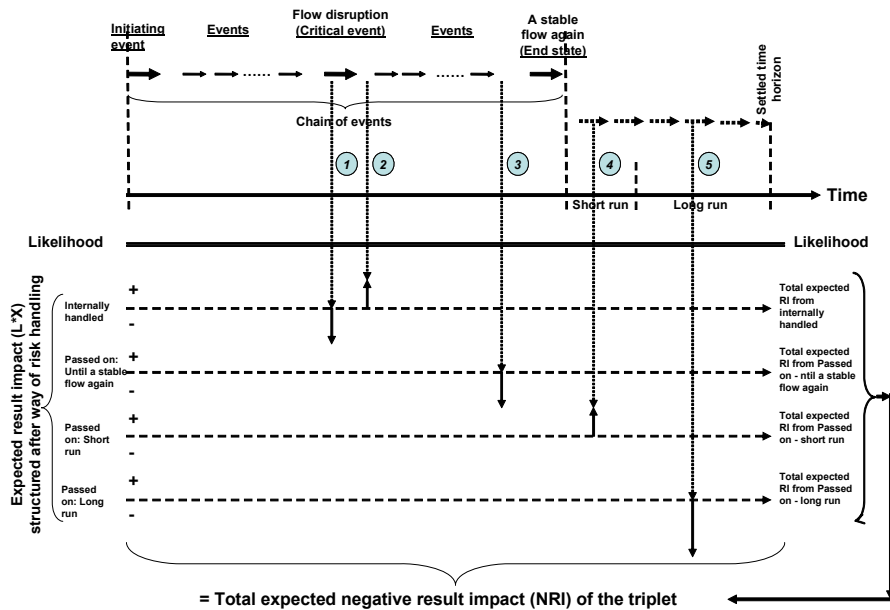 Flow disruption
(Critical event)
A stable
flow again
(End state)
Initiating
event
Events
Events
Settled time
horizon
Chain of events
1
2
3
4
5
Time
Short run
Long run
Likelihood
Likelihood
Expected result impact (L*X)
structured after way of risk handling
Internally
handled
+
-
Total expected
RI from
internally
handled
Passed on:
Until a stable
flow again
+
-
Total expected
RI from Passed
on - ntil a stable
flow again
Passed
on: Short
run
+
-
Total expected
RI from Passed
on - short run
Passed
on: Long
run
+
-
Total expected
RI from Passed
on - long run
= Total expected negative result impact (NRI) of the triplet